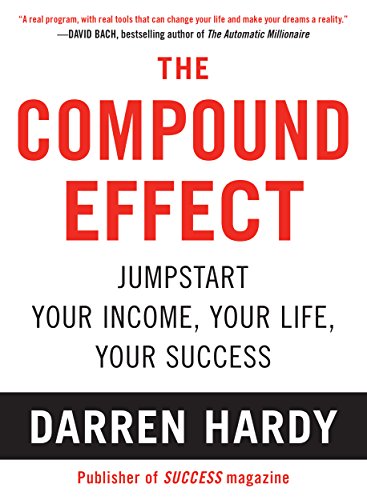 "A real program, with real tools that can change your life and make your dreams a reality."
—DAVID BACH, bestselling author of The Automatic Millionaire
THE
COMPOUND
EFFECT
JUMPSTART
YOUR INCOME, YOUR LIFE,
YOUR SUCCESS
DARREN HARDY
Publisher of SUCCESS magazine